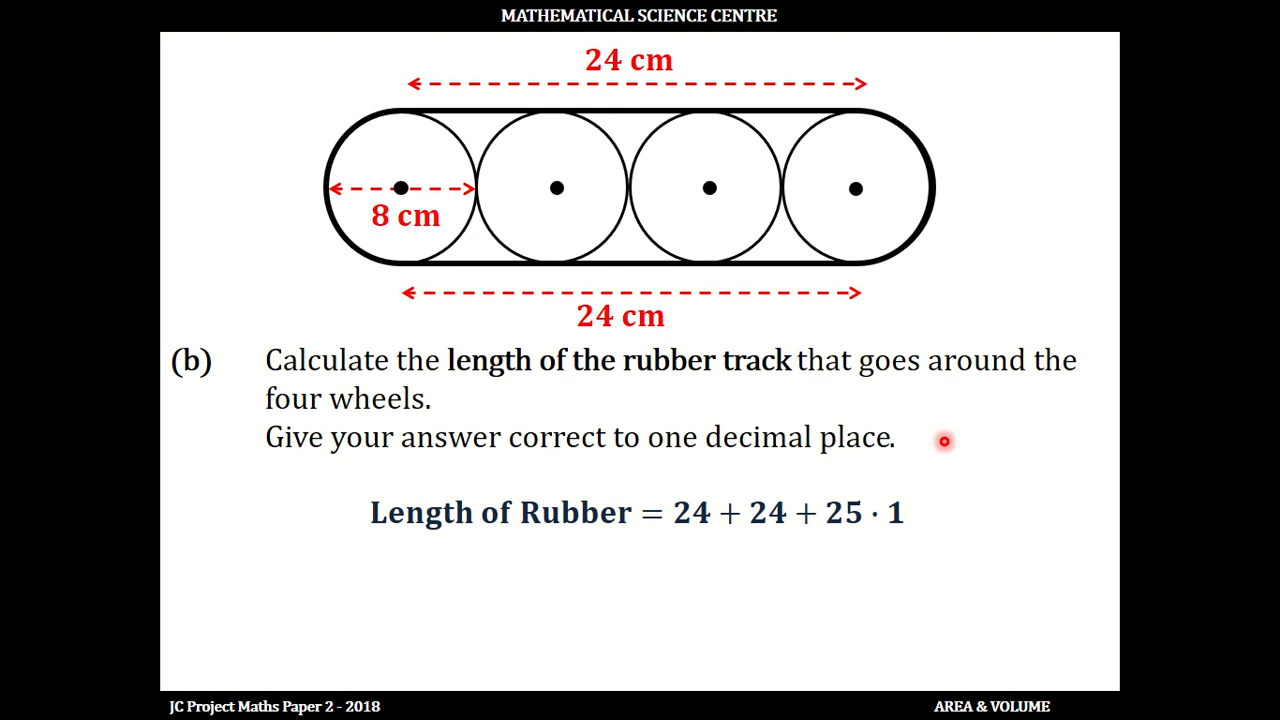 MATHEMATICAL SCIENCE CENTRE
24 cm
8 cm
24 cm
(b) Calculate the length of the rubber track that goes around the
four wheels.
Give your answer correct to one decimal place.
Length of Rubber = 24 + 24 + 25 · 1
JC Project Maths Paper 2 - 2018 AREA & VOLUME